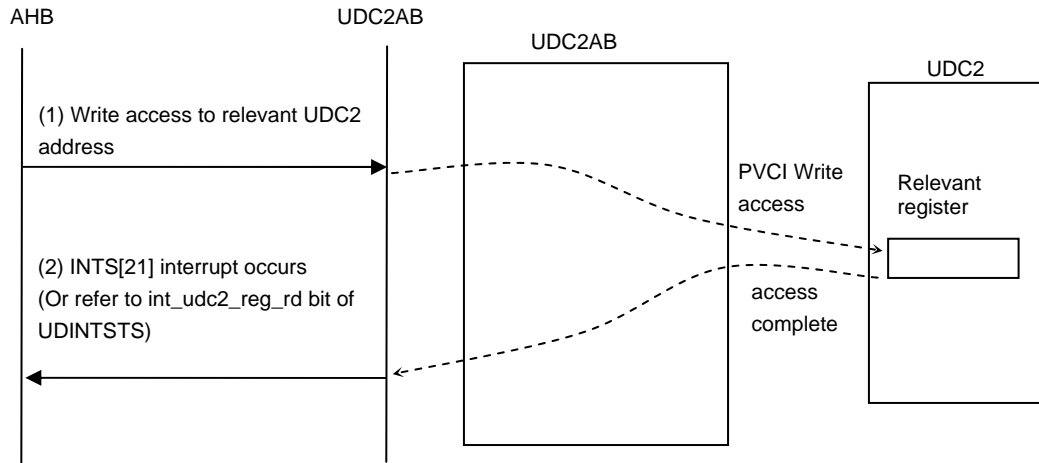 AHB
UDC2AB
UDC2AB
UDC2
(1) Write access to relevant UDC2
address
PVCI Write
access
Relevant
register
(2) INTS[21] interrupt occurs
(Or refer to int_udc2_reg_rd bit of
UDINTSTS)
access
complete